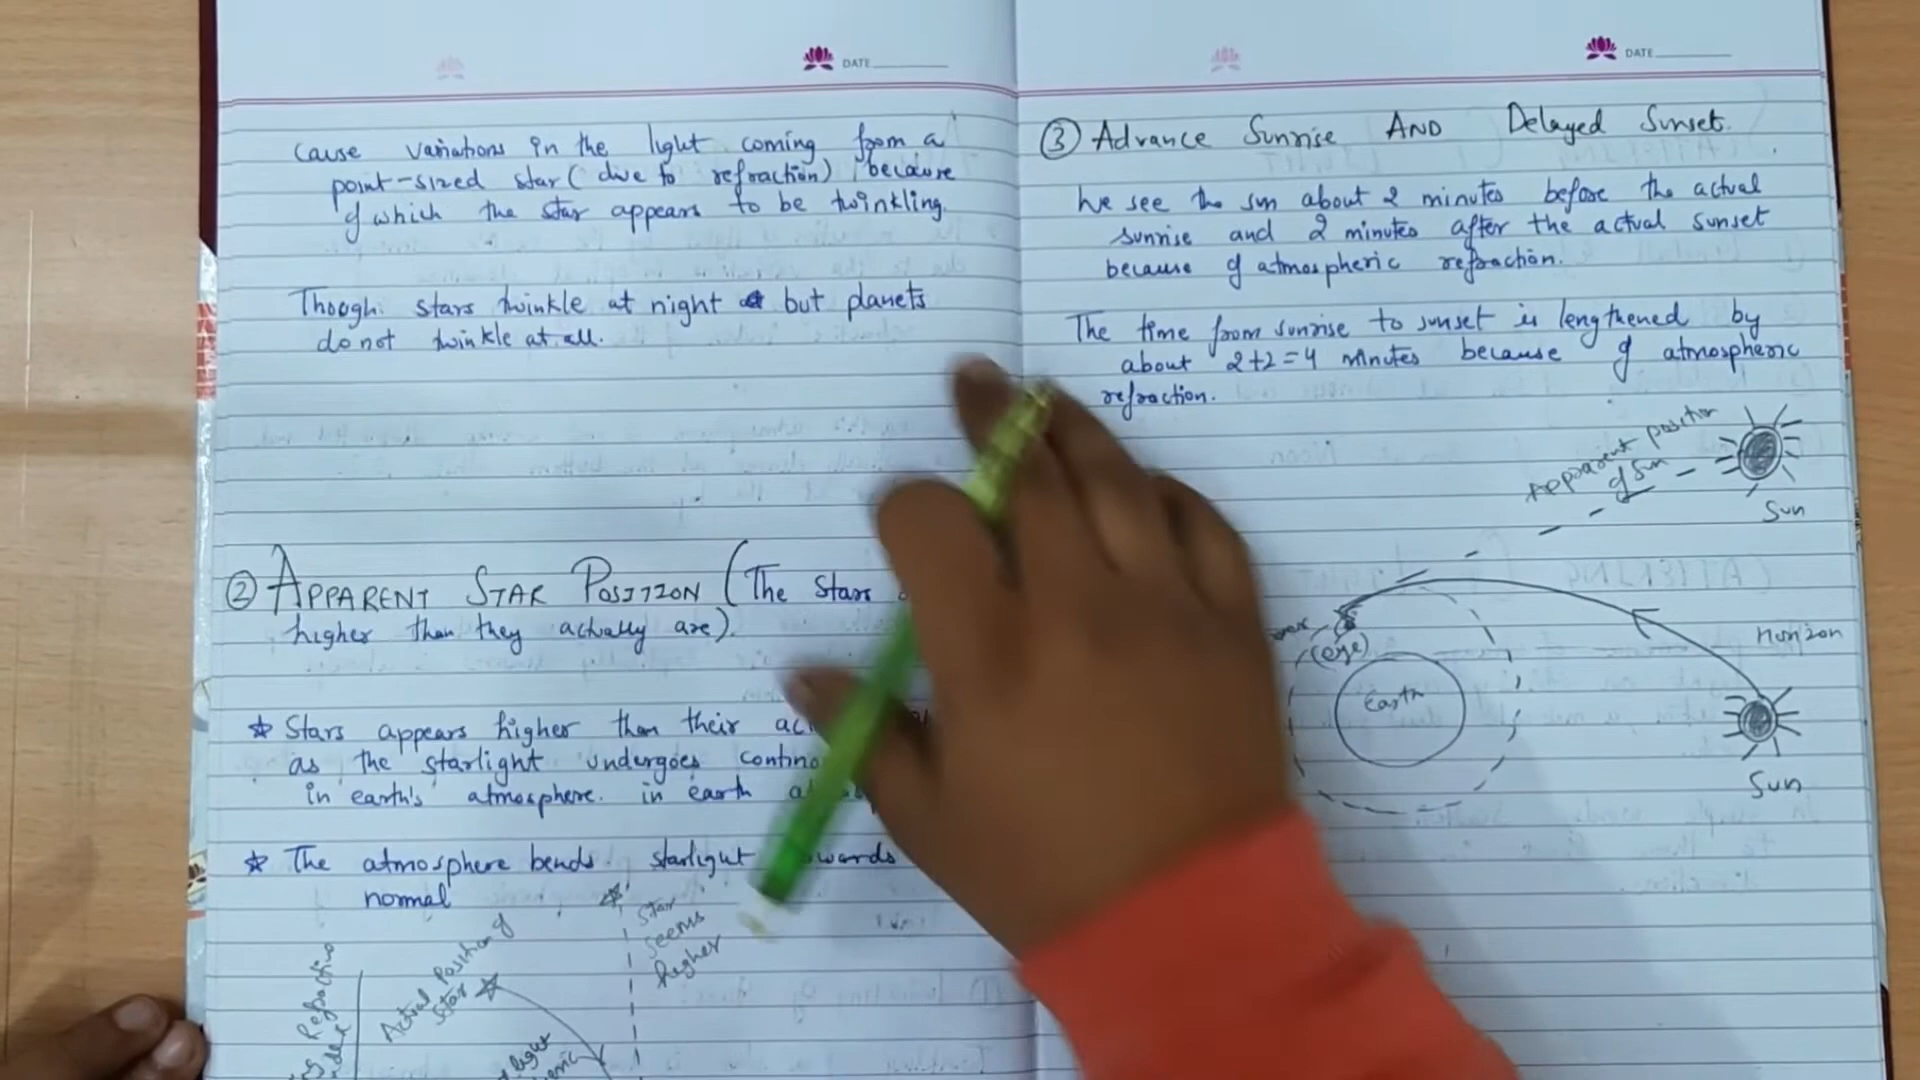 DATE
cause variations in the light coming from a
point-sized star (due to refraction) because
of which the star appears to be twinkling.
Though stars twinkle at night but planets
do not twinkle at all.
② APPARENT STAR POSITION (The Stars
higher than they actually are).
☆ Stars appears higher than their
as the starlight undergoes
in earth's atmosphere. in earth
☆ The atmosphere bends starlight
normal
Star
seems
higher
Actual Position of
Star
Refractive
light
DATE
③ Advance Sunrise AND Delayed Sunset.
We see the sun about 2 minutes before the actual
sunrise and 2 minutes after the actual sunset
because of atmospheric refraction.
The time from sunrise to sunset is lengthened by
about 2+2=4 minutes because of atmospheric
refraction.
Apparent position
of Sun
Sun
Horizon
(eye)
Earth
Sun